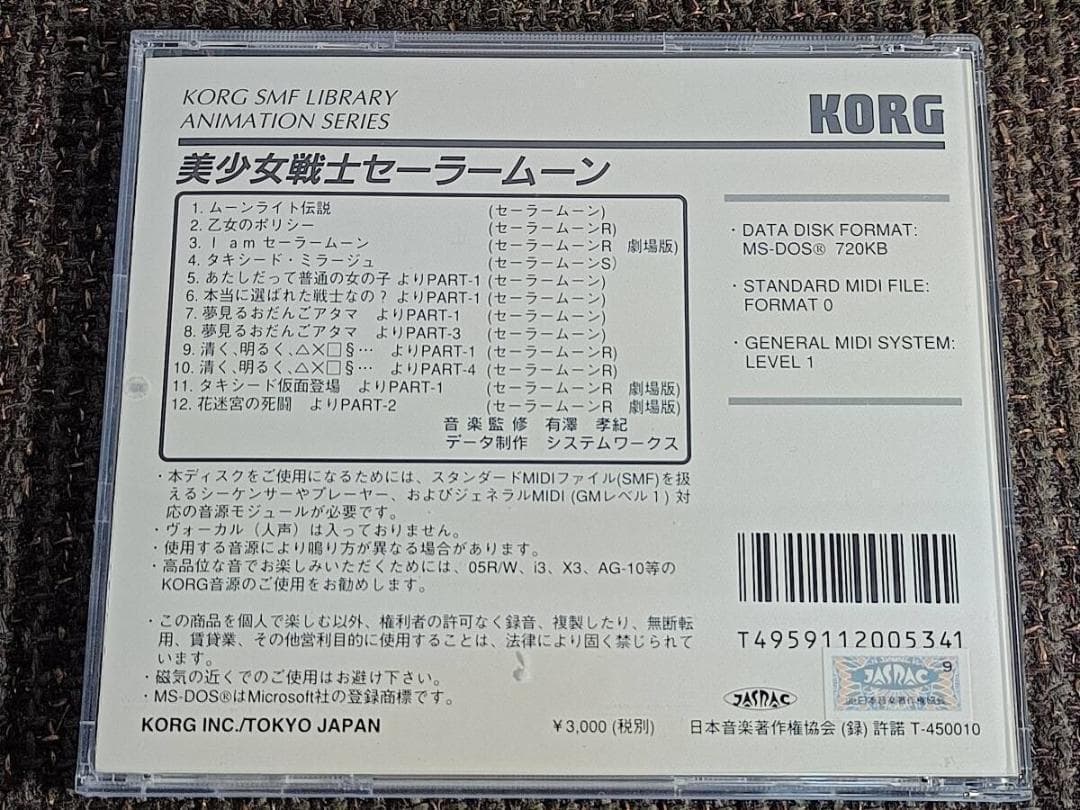 KORG SMF LIBRARY
ANIMATION SERIES
KORG
美少女戦士セーラームーン
1. ムーンライト伝説 (セーラームーン)
2. 乙女のポリシー (セーラームーンR)
3. I am セーラームーン (セーラームーンR 劇場版)
4. タキシード・ミラージュ (セーラームーンS)
5. あたしだって普通の女の子 よりPART-1 (セーラームーン)
6. 本当に選ばれた戦士なの? よりPART-1 (セーラームーン)
7. 夢見るおだんごアタマ よりPART-1 (セーラームーン)
8. 夢見るおだんごアタマ よりPART-3 (セーラームーン)
9. 清く、明るく、△×□§… よりPART-1 (セーラームーンR)
10. 清く、明るく、△×□§… よりPART-4 (セーラームーンR)
11. タキシード仮面登場 よりPART-1 (セーラームーンR 劇場版)
12. 花迷宮の死闘 よりPART-2 (セーラームーンR 劇場版)
音楽監修 有澤 孝紀
データ制作 システムワークス
・DATA DISK FORMAT:
MS-DOS® 720KB
・STANDARD MIDI FILE:
FORMAT 0
・GENERAL MIDI SYSTEM:
LEVEL 1
・本ディスクをご使用になるためには、スタンダードMIDIファイル(SMF)を扱
えるシーケンサーやプレーヤー、およびジェネラルMIDI (GMレベル1) 対
応の音源モジュールが必要です。
・ヴォーカル (人声) は入っておりません。
・使用する音源により鳴り方が異なる場合があります。
・高品位な音でお楽しみいただくためには、05R/W、i3、X3、AG-10等の
KORG音源のご使用をお勧めします。
・この商品を個人で楽しむ以外、権利者の許可なく録音、複製したり、無断転
用、賃貸業、その他営利目的に使用することは、法律により固く禁じられて
います。
・磁気の近くでのご使用はお避け下さい。
・MS-DOS®はMicrosoft社の登録商標です。
T4959112005341
9
JASRAC
日本音楽著作権協会
JASRAC
KORG INC./TOKYO JAPAN
¥3,000 (税別)
日本音楽著作権協会 (録) 許諾 T-450010